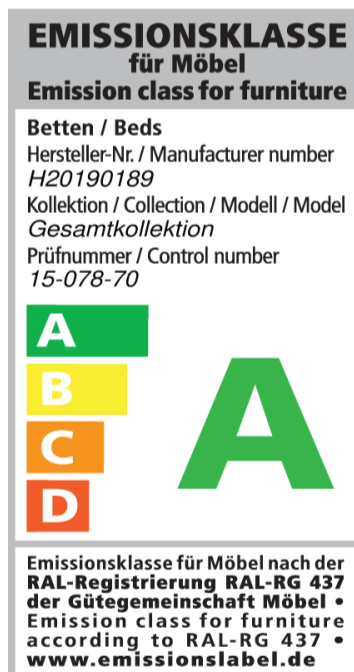 EMISSIONSKLASSE
für Möbel
Emission class for furniture
Betten / Beds
Hersteller-Nr. / Manufacturer number
H20190189
Kollektion / Collection / Modell / Model
Gesamtkollektion
Prüfnummer / Control number
15-078-70
A
B
C
D
A
Emissionsklasse für Möbel nach der
RAL-Registrierung RAL-RG 437
der Gütegemeinschaft Möbel •
Emission class for furniture
according to RAL-RG 437 •
www.emissionslabel.de